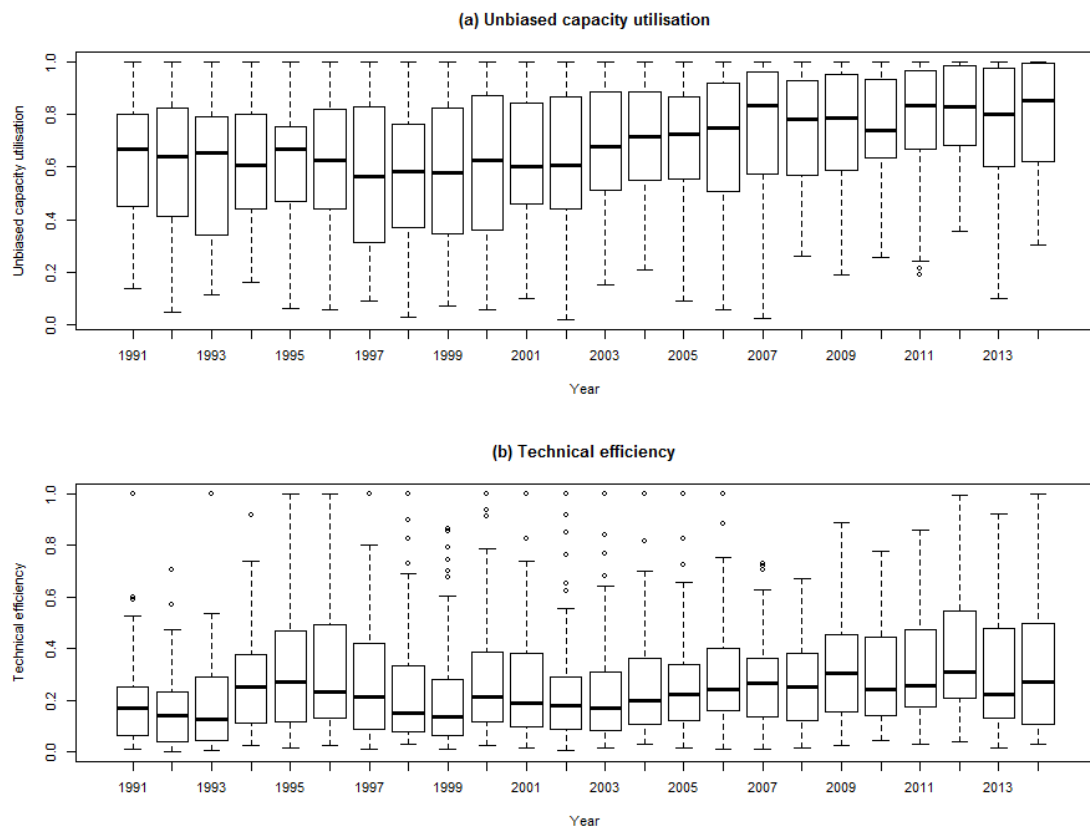 (a) Unbiased capacity utilisation
Unbiased capacity utilisation
1.0
0.8
0.6
0.4
0.2
0.0
1991 1993 1995 1997 1999 2001 2003 2005 2007 2009 2011 2013
Year
(b) Technical efficiency
Technical efficiency
1.0
0.8
0.6
0.4
0.2
0.0
1991 1993 1995 1997 1999 2001 2003 2005 2007 2009 2011 2013
Year